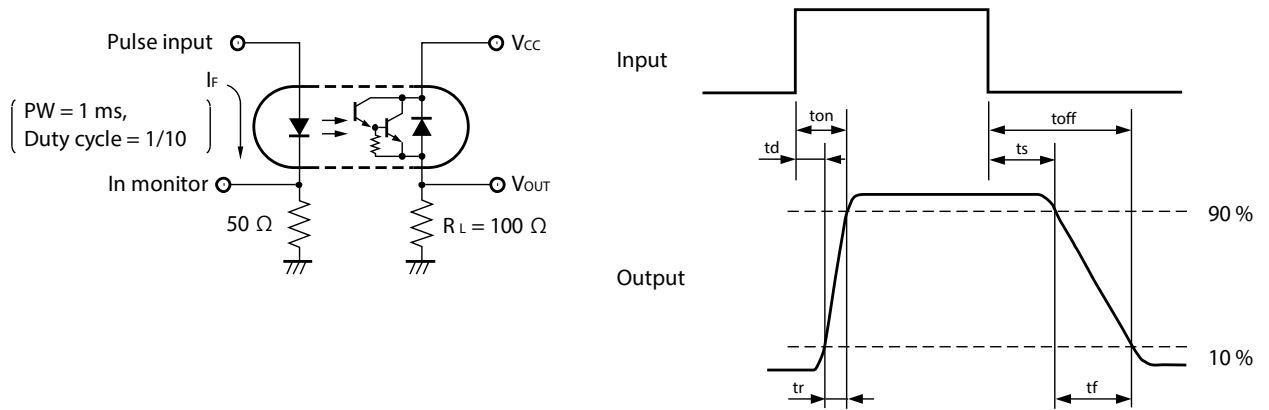 Pulse input
VCC
IF
PW = 1 ms,
Duty cycle = 1/10
In monitor
VOUT
50 Ω
R L = 100 Ω
Input
ton
toff
td
ts
90 %
Output
10 %
tr
tf